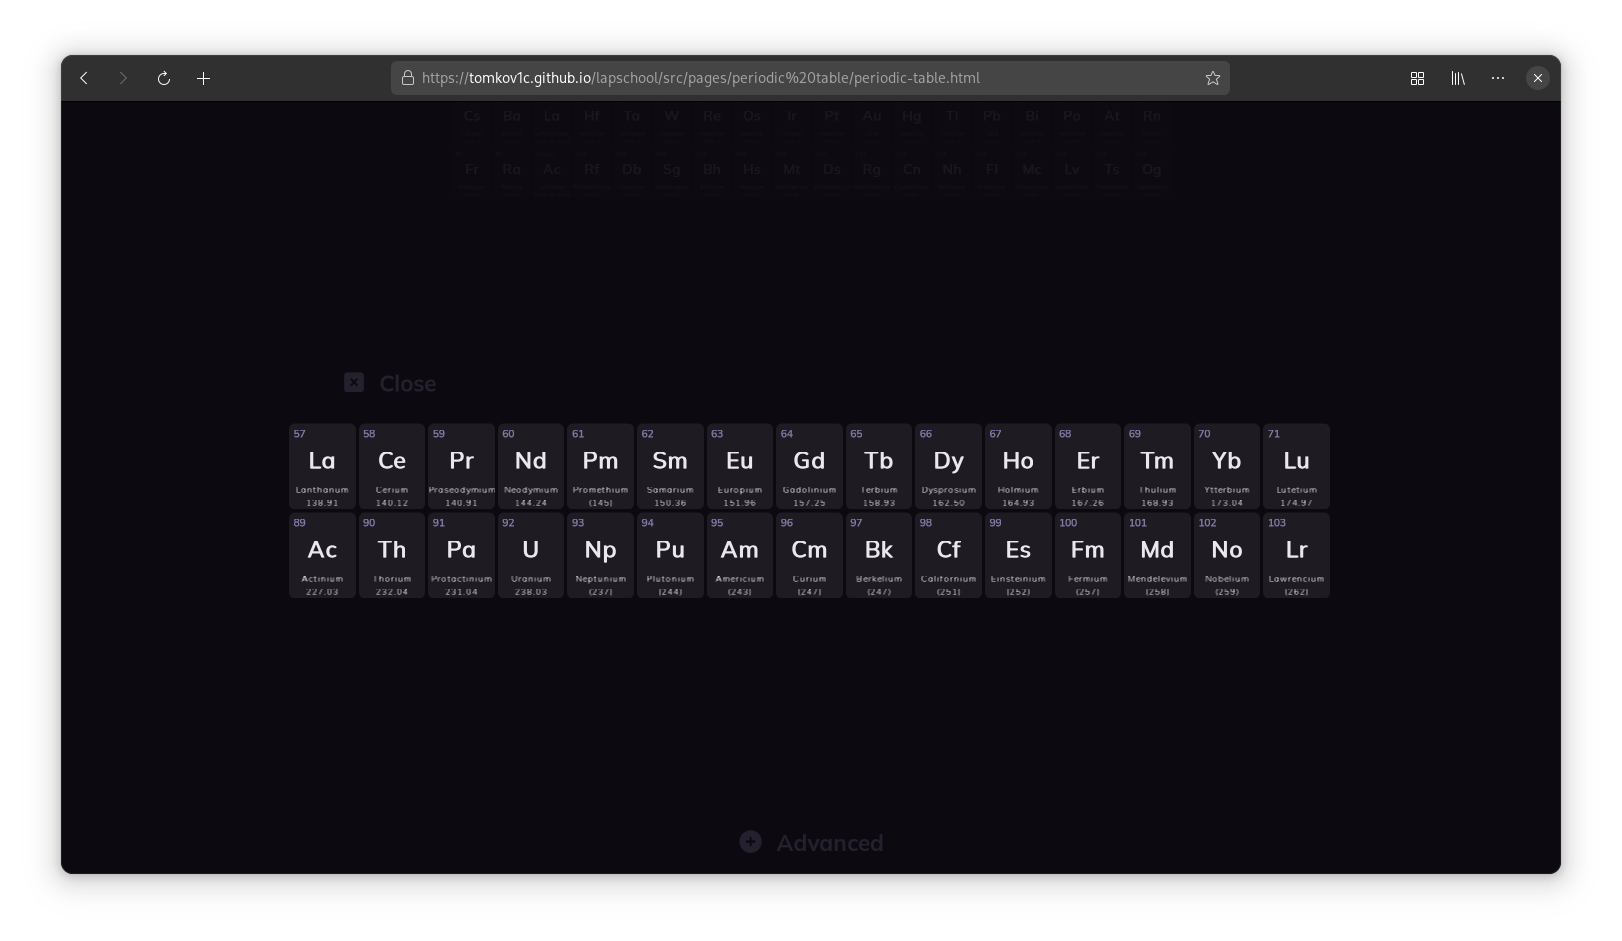 https://tomkov1c.github.io/lapschool/src/pages/periodic%20table/periodic-table.html
Cs Ba La Hf Ta W Re Os Ir Pt Au Hg Tl Pb Bi Po At Rn
Fr Ra Ac Rf Db Sg Bh Hs Mt Ds Rg Cn Nh Fl Mc Lv Ts Og
Close
57 58 59 60 61 62 63 64 65 66 67 68 69 70 71
La Ce Pr Nd Pm Sm Eu Gd Tb Dy Ho Er Tm Yb Lu
Lanthanum Cerium Praseodymium Neodymium Promethium Samarium Europium Gadolinium Terbium Dysprosium Holmium Erbium Thulium Ytterbium Lutetium
138.91 140.12 140.91 144.24 (145) 150.36 151.96 157.25 158.93 162.50 164.93 167.26 168.93 173.04 174.97
89 90 91 92 93 94 95 96 97 98 99 100 101 102 103
Ac Th Pa U Np Pu Am Cm Bk Cf Es Fm Md No Lr
Actinium Thorium Protactinium Uranium Neptunium Plutonium Americium Curium Berkelium Californium Einsteinium Fermium Mendelevium Nobelium Lawrencium
227.03 232.04 231.04 238.03 (237) (244) (243) (247) (247) (251) (252) (257) (258) (259) (262)
Advanced